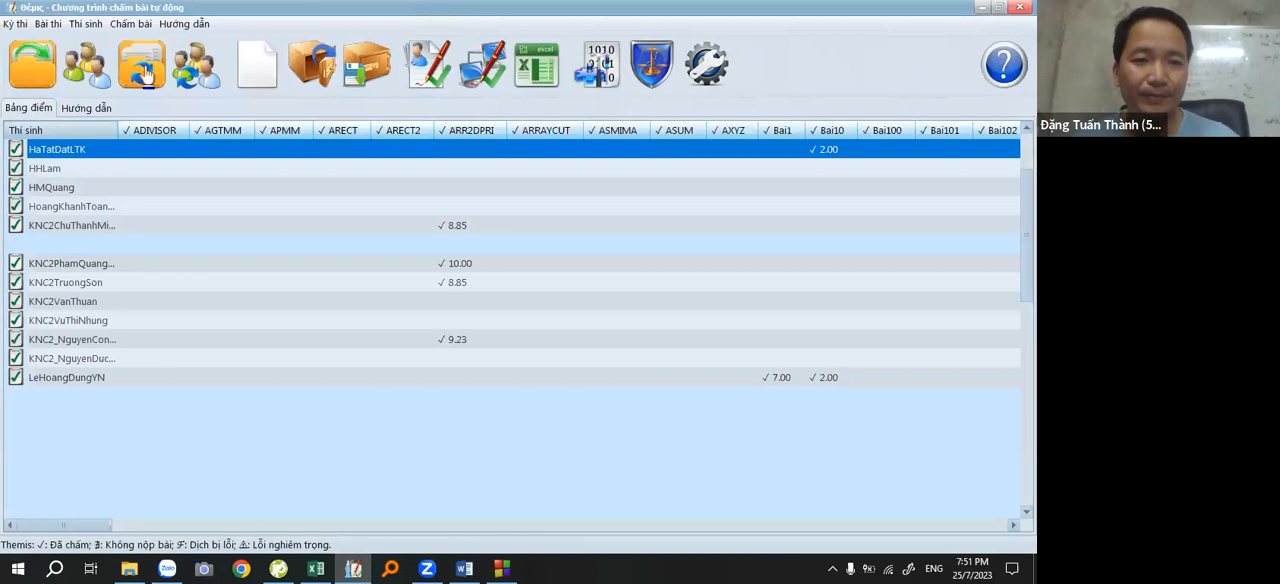 Θέμις - Chương trình chấm bài tự động
Kỳ thi Bài thi Thí sinh Chấm bài Hướng dẫn
Bảng điểm Hướng dẫn
Thí sinh ✓ ADIVISOR ✓ AGTMM ✓ APMM ✓ ARECT ✓ ARECT2 ✓ ARR2DPRI ✓ ARRAYCUT ✓ ASMIMA ✓ ASUM ✓ AXYZ ✓ Bai1 ✓ Bai10 ✓ Bai100 ✓ Bai101 ✓ Bai102
HaTatDatLTK ✓ 2.00
HHLam
HMQuang
HoangKhanhToan...
KNC2ChuThanhMi... ✓ 8.85
KNC2PhamQuang... ✓ 10.00
KNC2TruongSon ✓ 8.85
KNC2VanThuan
KNC2VuThiNhung
KNC2_NguyenCon... ✓ 9.23
KNC2_NguyenDuc...
LeHoangDungYN ✓ 7.00 ✓ 2.00
Themis: ✓: Đã chấm; ∄: Không nộp bài; ℱ: Dịch bị lỗi; ⚠: Lỗi nghiêm trọng.
excel
1010
Zalo
ENG
7:51 PM
25/7/2023
Đặng Tuấn Thành (5...